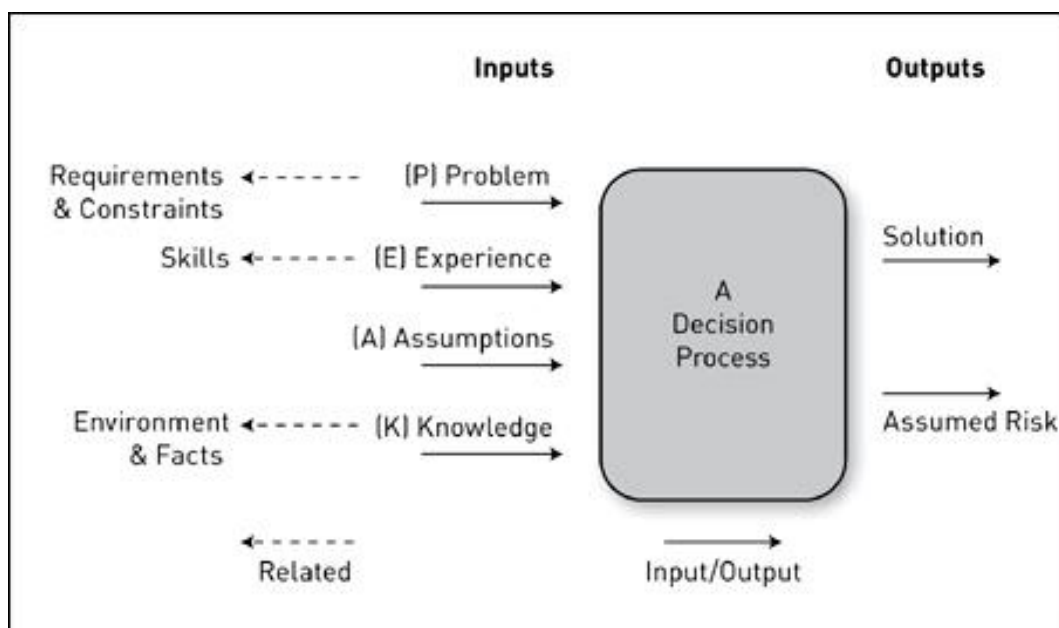 Inputs
Outputs
Requirements
& Constraints
(P) Problem
Skills
(E) Experience
(A) Assumptions
Environment
& Facts
(K) Knowledge
A
Decision
Process
Solution
Assumed Risk
Related
Input/Output